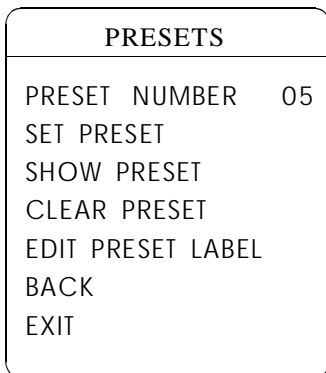 PRESETS
PRESET NUMBER 05
SET PRESET
SHOW PRESET
CLEAR PRESET
EDIT PRESET LABEL
BACK
EXIT